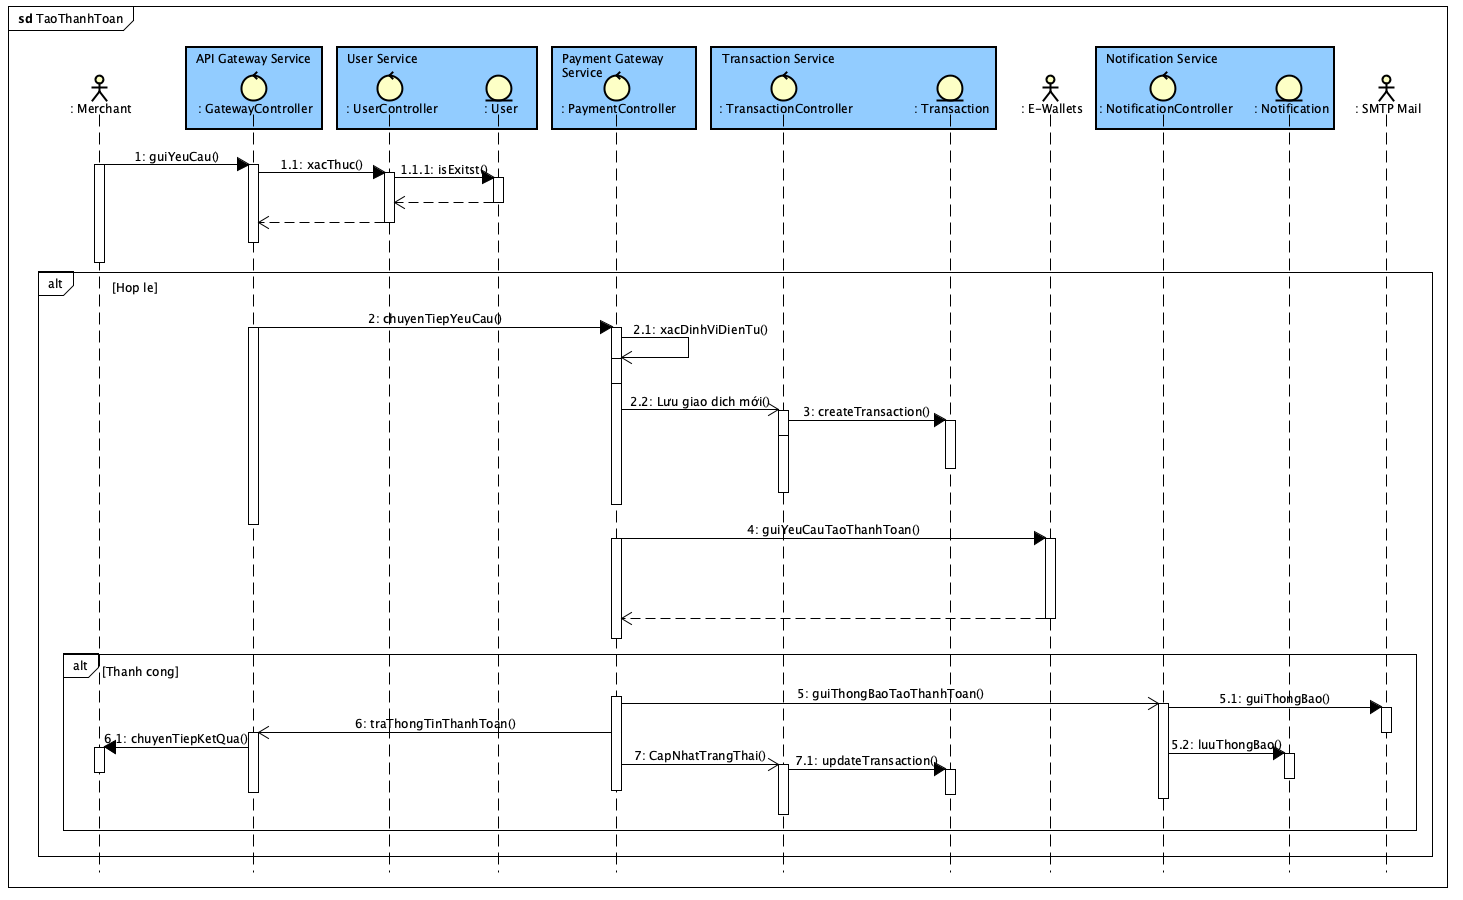 sd TaoThanhToan
API Gateway Service
User Service
Payment Gateway
Service
Transaction Service
Notification Service
: Merchant
: GatewayController
: UserController
: User
: PaymentController
: TransactionController
: Transaction
: E-Wallets
: NotificationController
: Notification
: SMTP Mail
1: guiYeuCau()
1.1: xacThuc()
1.1.1: isExitst()
alt
[Hop le]
2: chuyenTiepYeuCau()
2.1: xacDinhViDienTu()
2.2: Lưu giao dich mới()
3: createTransaction()
4: guiYeuCauTaoThanhToan()
alt
[Thanh cong]
5: guiThongBaoTaoThanhToan()
5.1: guiThongBao()
6: traThongTinThanhToan()
6.1: chuyenTiepKetQua()
5.2: luuThongBao()
7: CapNhatTrangThai()
7.1: updateTransaction()